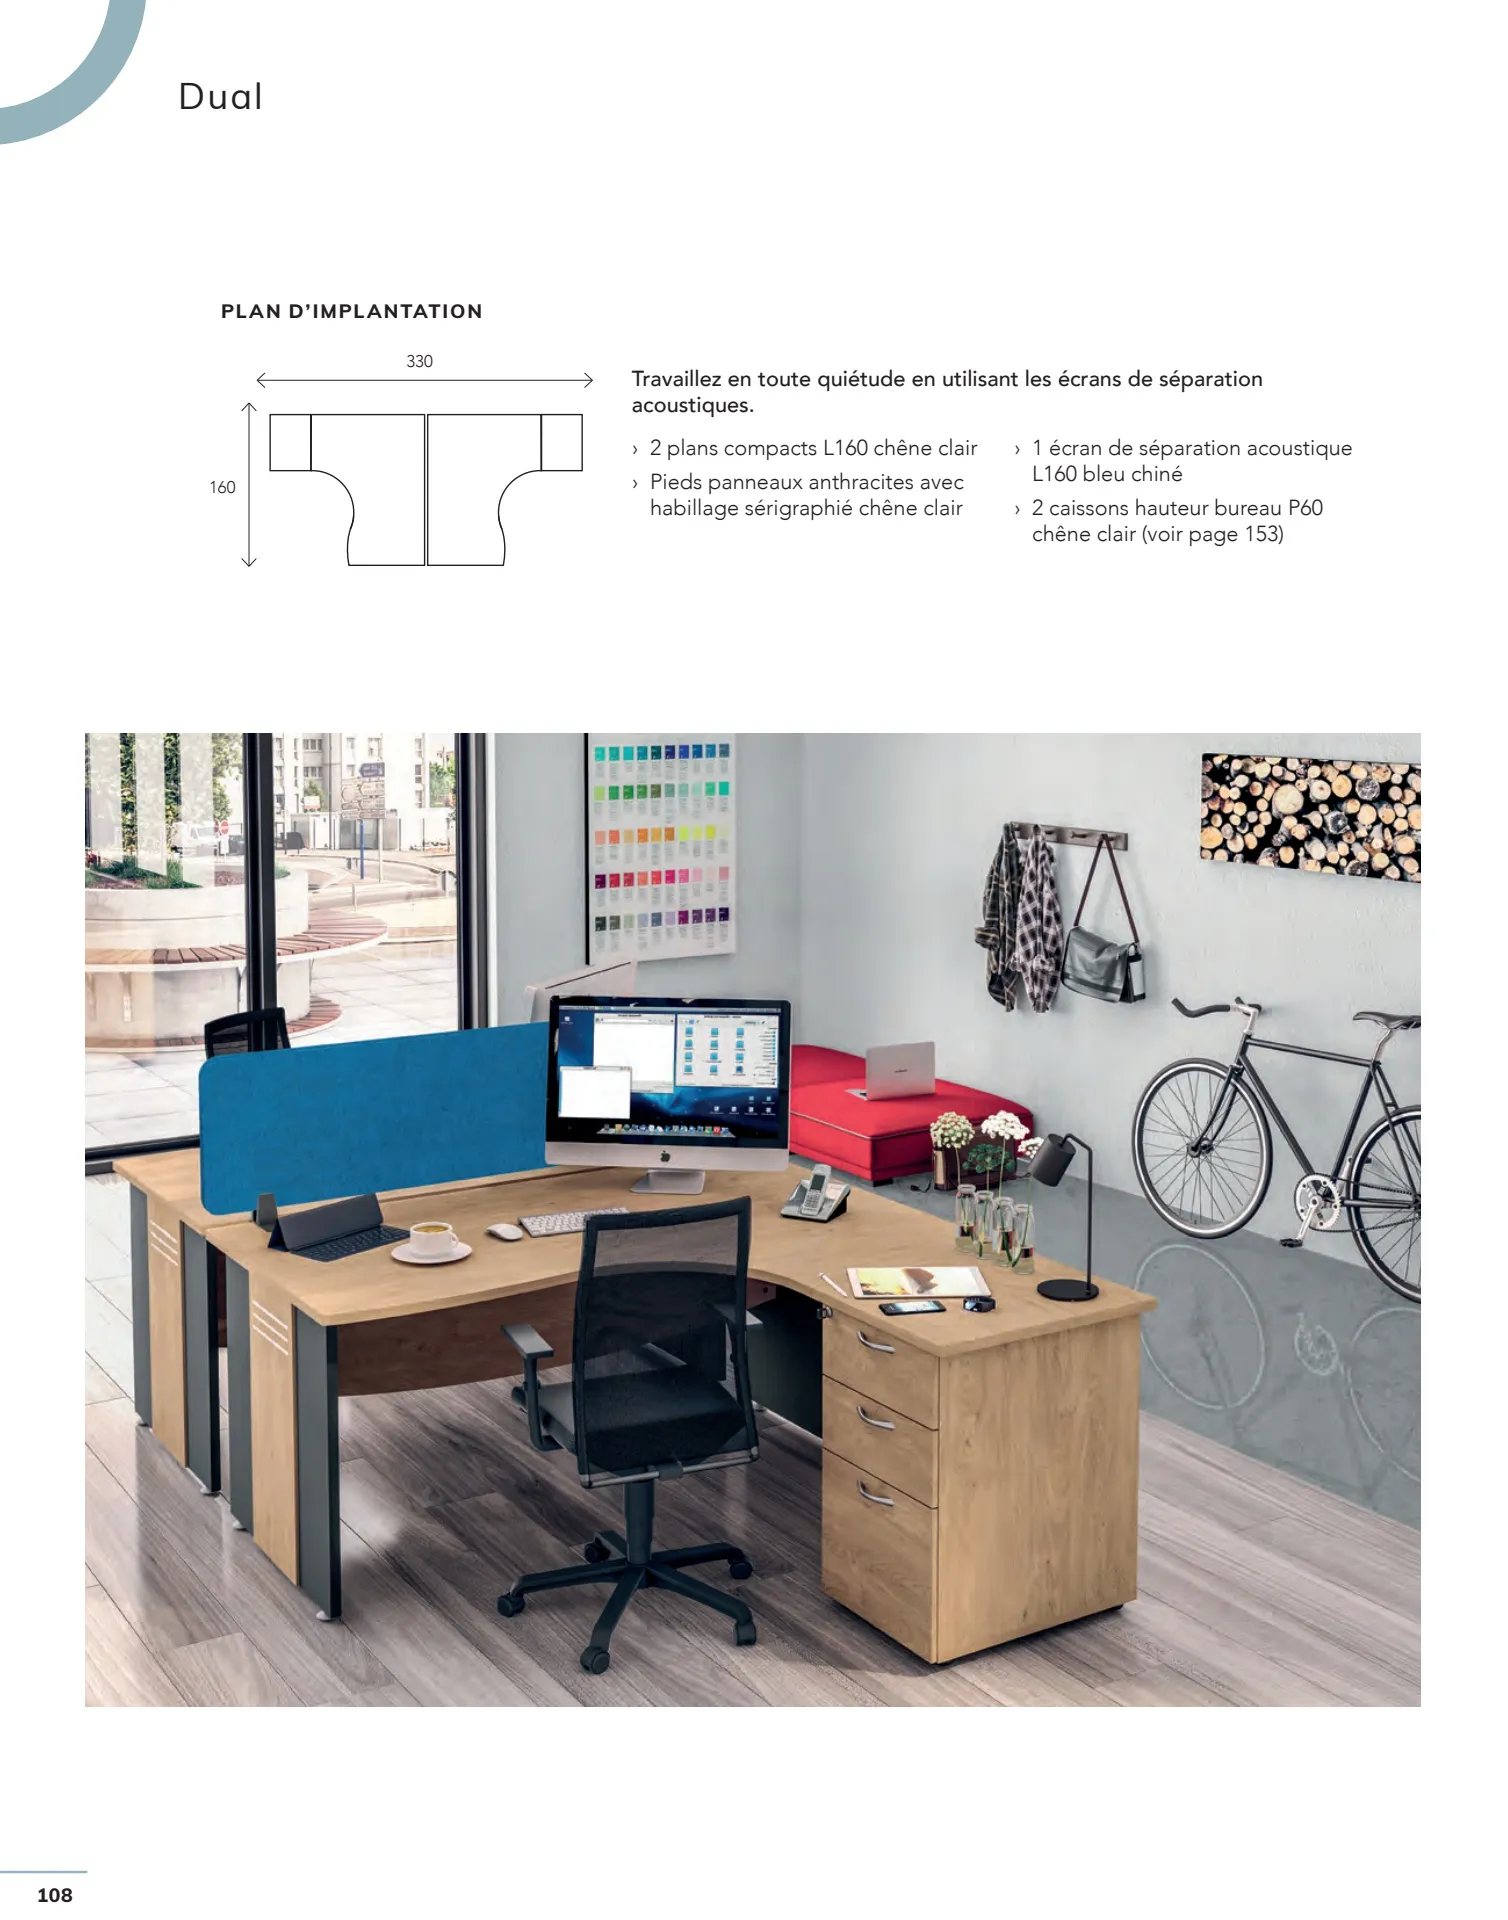 Dual
PLAN D’IMPLANTATION
330
160
Travaillez en toute quiétude en utilisant les écrans de séparation
acoustiques.
› 2 plans compacts L160 chêne clair
› Pieds panneaux anthracites avec
habillage sérigraphié chêne clair
› 1 écran de séparation acoustique
L160 bleu chiné
› 2 caissons hauteur bureau P60
chêne clair (voir page 153)
108